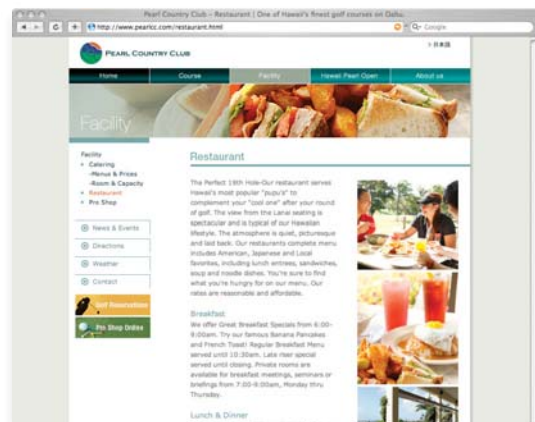 Pearl Country Club – Restaurant | One of Hawaii's finest golf courses on Oahu.
http://www.pearlcc.com/restaurant.html
Google
PEARL COUNTRY CLUB
日本語
Home
Course
Facility
Hawaii Pearl Open
About us
Facility
Facility
Catering
-Menus & Prices
-Room & Capacity
Restaurant
Pro Shop
News & Events
Directions
Weather
Contact
Golf Reservations
Pro Shop Online
Restaurant
The Perfect 19th Hole-Our restaurant serves
Hawaii's most popular "pupu's" to
complement your "cool one" after your round
of golf. The view from the Lanai seating is
spectacular and is typical of our Hawaiian
lifestyle. The atmosphere is quiet, picturesque
and laid back. Our restaurants complete menu
includes American, Japanese and Local
favorites, including lunch entrees, sandwiches,
soup and noodle dishes. You're sure to find
what you're hungry for on our menu. Our
rates are reasonable and affordable.
Breakfast
We offer Great Breakfast Specials from 6:00-
9:00am. Try our famous Banana Pancakes
and French Toast! Regular Breakfast Menu
served until 10:30am. Late riser special
served until closing. Private rooms are
available for breakfast meetings, seminars or
briefings from 7:00-9:00am, Monday thru
Thursday.
Lunch & Dinner